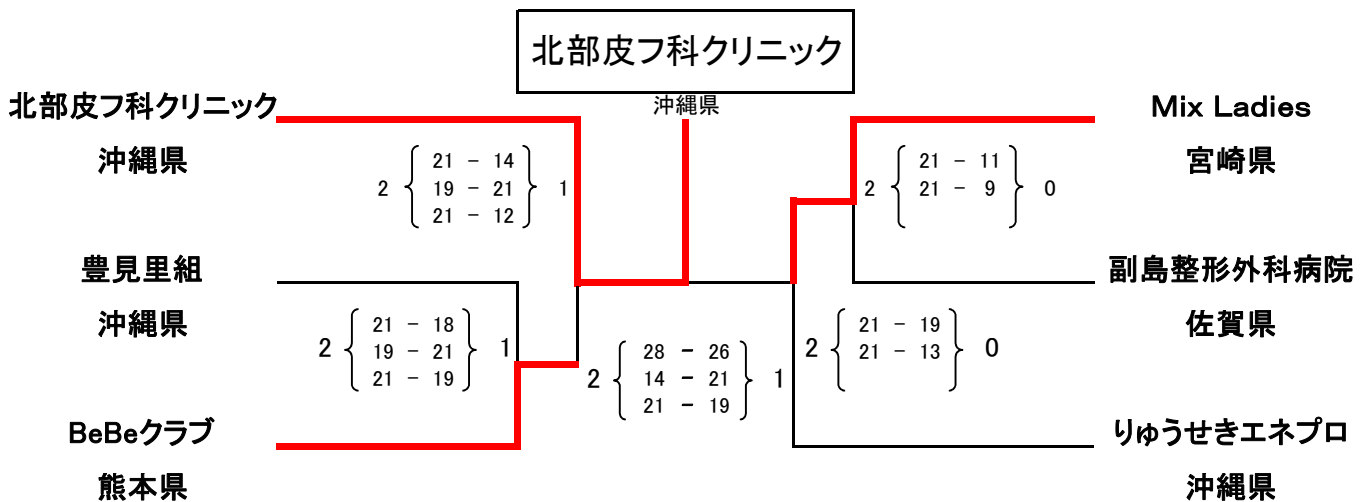 北部皮フ科クリニック
沖縄県
北部皮フ科クリニック
沖縄県
Mix Ladies
宮崎県
2 { 21 - 14 } 1
19 - 21
21 - 12
2 { 21 - 11 } 0
21 - 9
豊見里組
沖縄県
副島整形外科病院
佐賀県
2 { 21 - 18 } 1
19 - 21
21 - 19
2 { 28 - 26 } 1
14 - 21
21 - 19
2 { 21 - 19 } 0
21 - 13
BeBeクラブ
熊本県
りゅうせきエネプロ
沖縄県